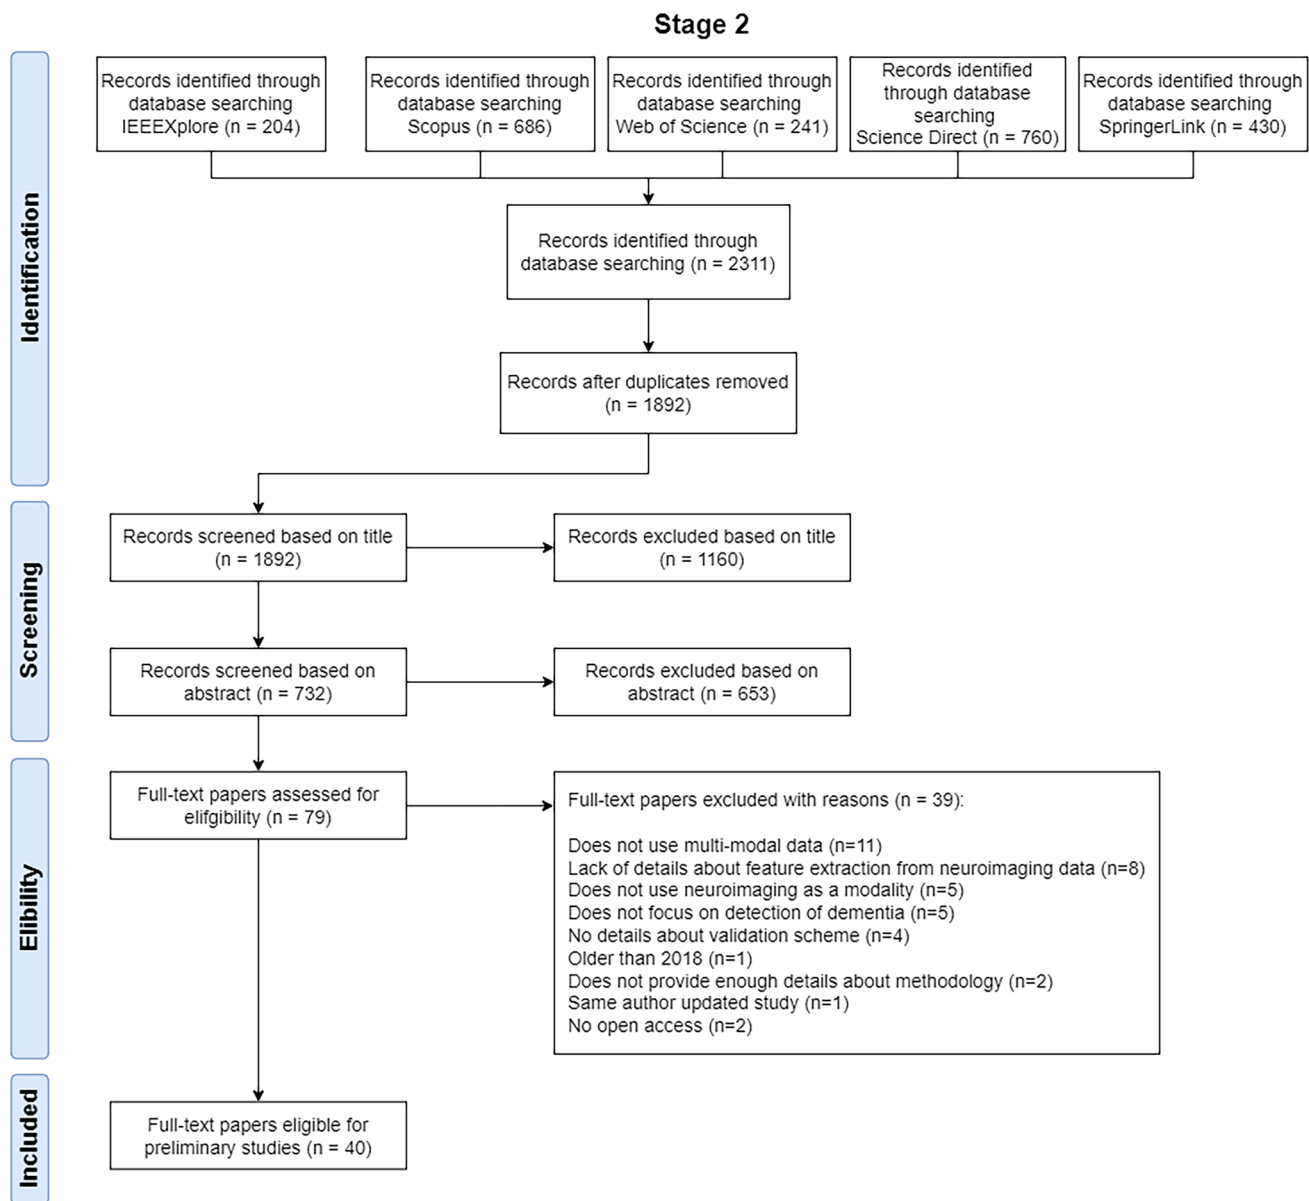 Stage 2
Identification
Records identified through
database searching
IEEEXplore (n = 204)
Records identified through
database searching
Scopus (n = 686)
Records identified through
database searching
Web of Science (n = 241)
Records identified
through database
searching
Science Direct (n = 760)
Records identified through
database searching
SpringerLink (n = 430)
Records identified through
database searching (n = 2311)
Records after duplicates removed
(n = 1892)
Screening
Records screened based on title
(n = 1892)
Records excluded based on title
(n = 1160)
Records screened based on
abstract (n = 732)
Records excluded based on
abstract (n = 653)
Elibility
Full-text papers assessed for
elifgibility (n = 79)
Full-text papers excluded with reasons (n = 39):
Does not use multi-modal data (n=11)
Lack of details about feature extraction from neuroimaging data (n=8)
Does not use neuroimaging as a modality (n=5)
Does not focus on detection of dementia (n=5)
No details about validation scheme (n=4)
Older than 2018 (n=1)
Does not provide enough details about methodology (n=2)
Same author updated study (n=1)
No open access (n=2)
Included
Full-text papers eligible for
preliminary studies (n = 40)